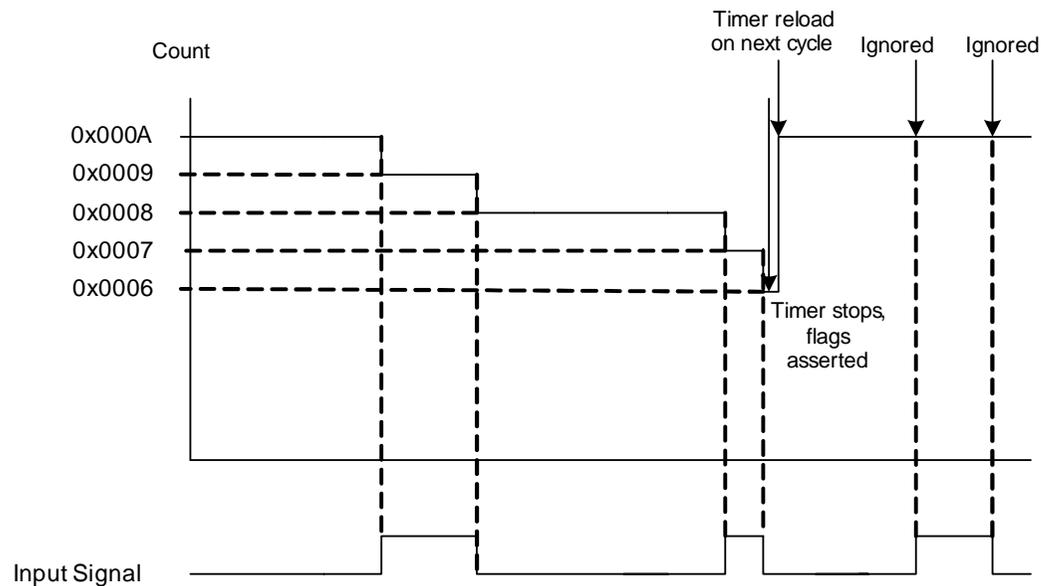 Timer reload
on next cycle
Ignored
Ignored
Count
0x000A
0x0009
0x0008
0x0007
0x0006
Timer stops,
flags
asserted
Input Signal